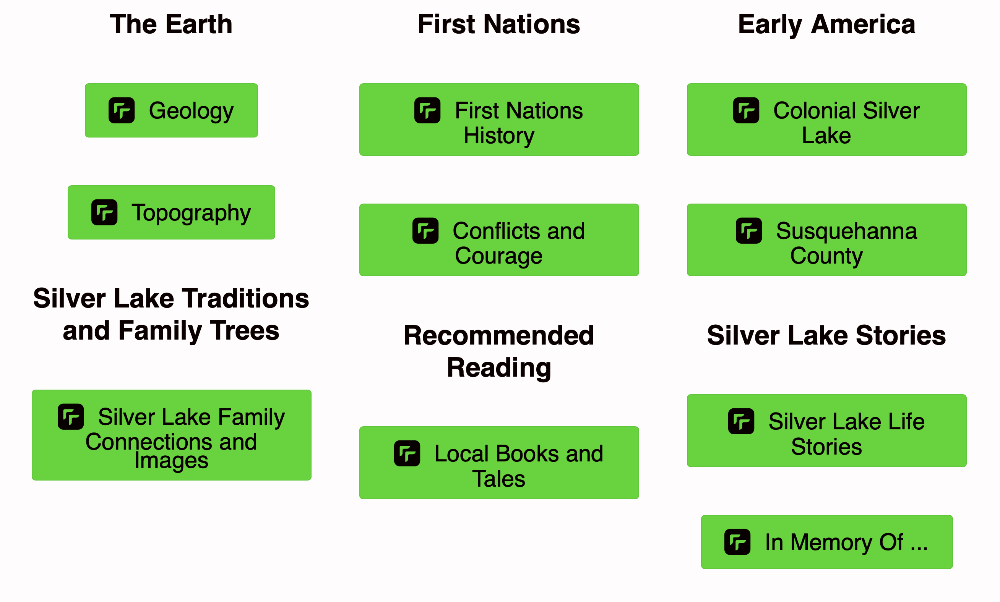 The Earth
Geology
Topography
Silver Lake Traditions
and Family Trees
Silver Lake Family
Connections and
Images
First Nations
First Nations
History
Conflicts and
Courage
Recommended
Reading
Local Books and
Tales
Early America
Colonial Silver
Lake
Susquehanna
County
Silver Lake Stories
Silver Lake Life
Stories
In Memory Of ...